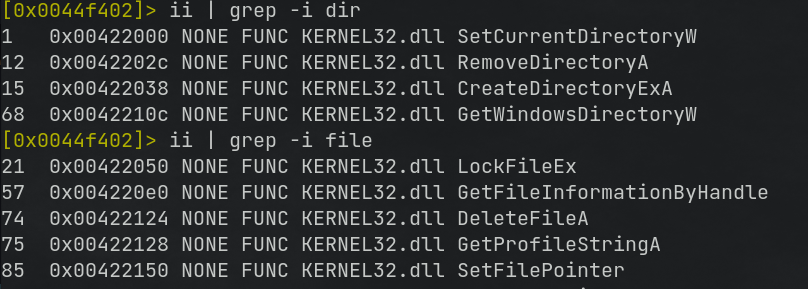 [0x0044f402]> ii | grep -i dir
1   0x00422000 NONE FUNC KERNEL32.dll SetCurrentDirectoryW
12  0x0042202c NONE FUNC KERNEL32.dll RemoveDirectoryA
15  0x00422038 NONE FUNC KERNEL32.dll CreateDirectoryExA
68  0x0042210c NONE FUNC KERNEL32.dll GetWindowsDirectoryW
[0x0044f402]> ii | grep -i file
21  0x00422050 NONE FUNC KERNEL32.dll LockFileEx
57  0x004220e0 NONE FUNC KERNEL32.dll GetFileInformationByHandle
74  0x00422124 NONE FUNC KERNEL32.dll DeleteFileA
75  0x00422128 NONE FUNC KERNEL32.dll GetProfileStringA
85  0x00422150 NONE FUNC KERNEL32.dll SetFilePointer